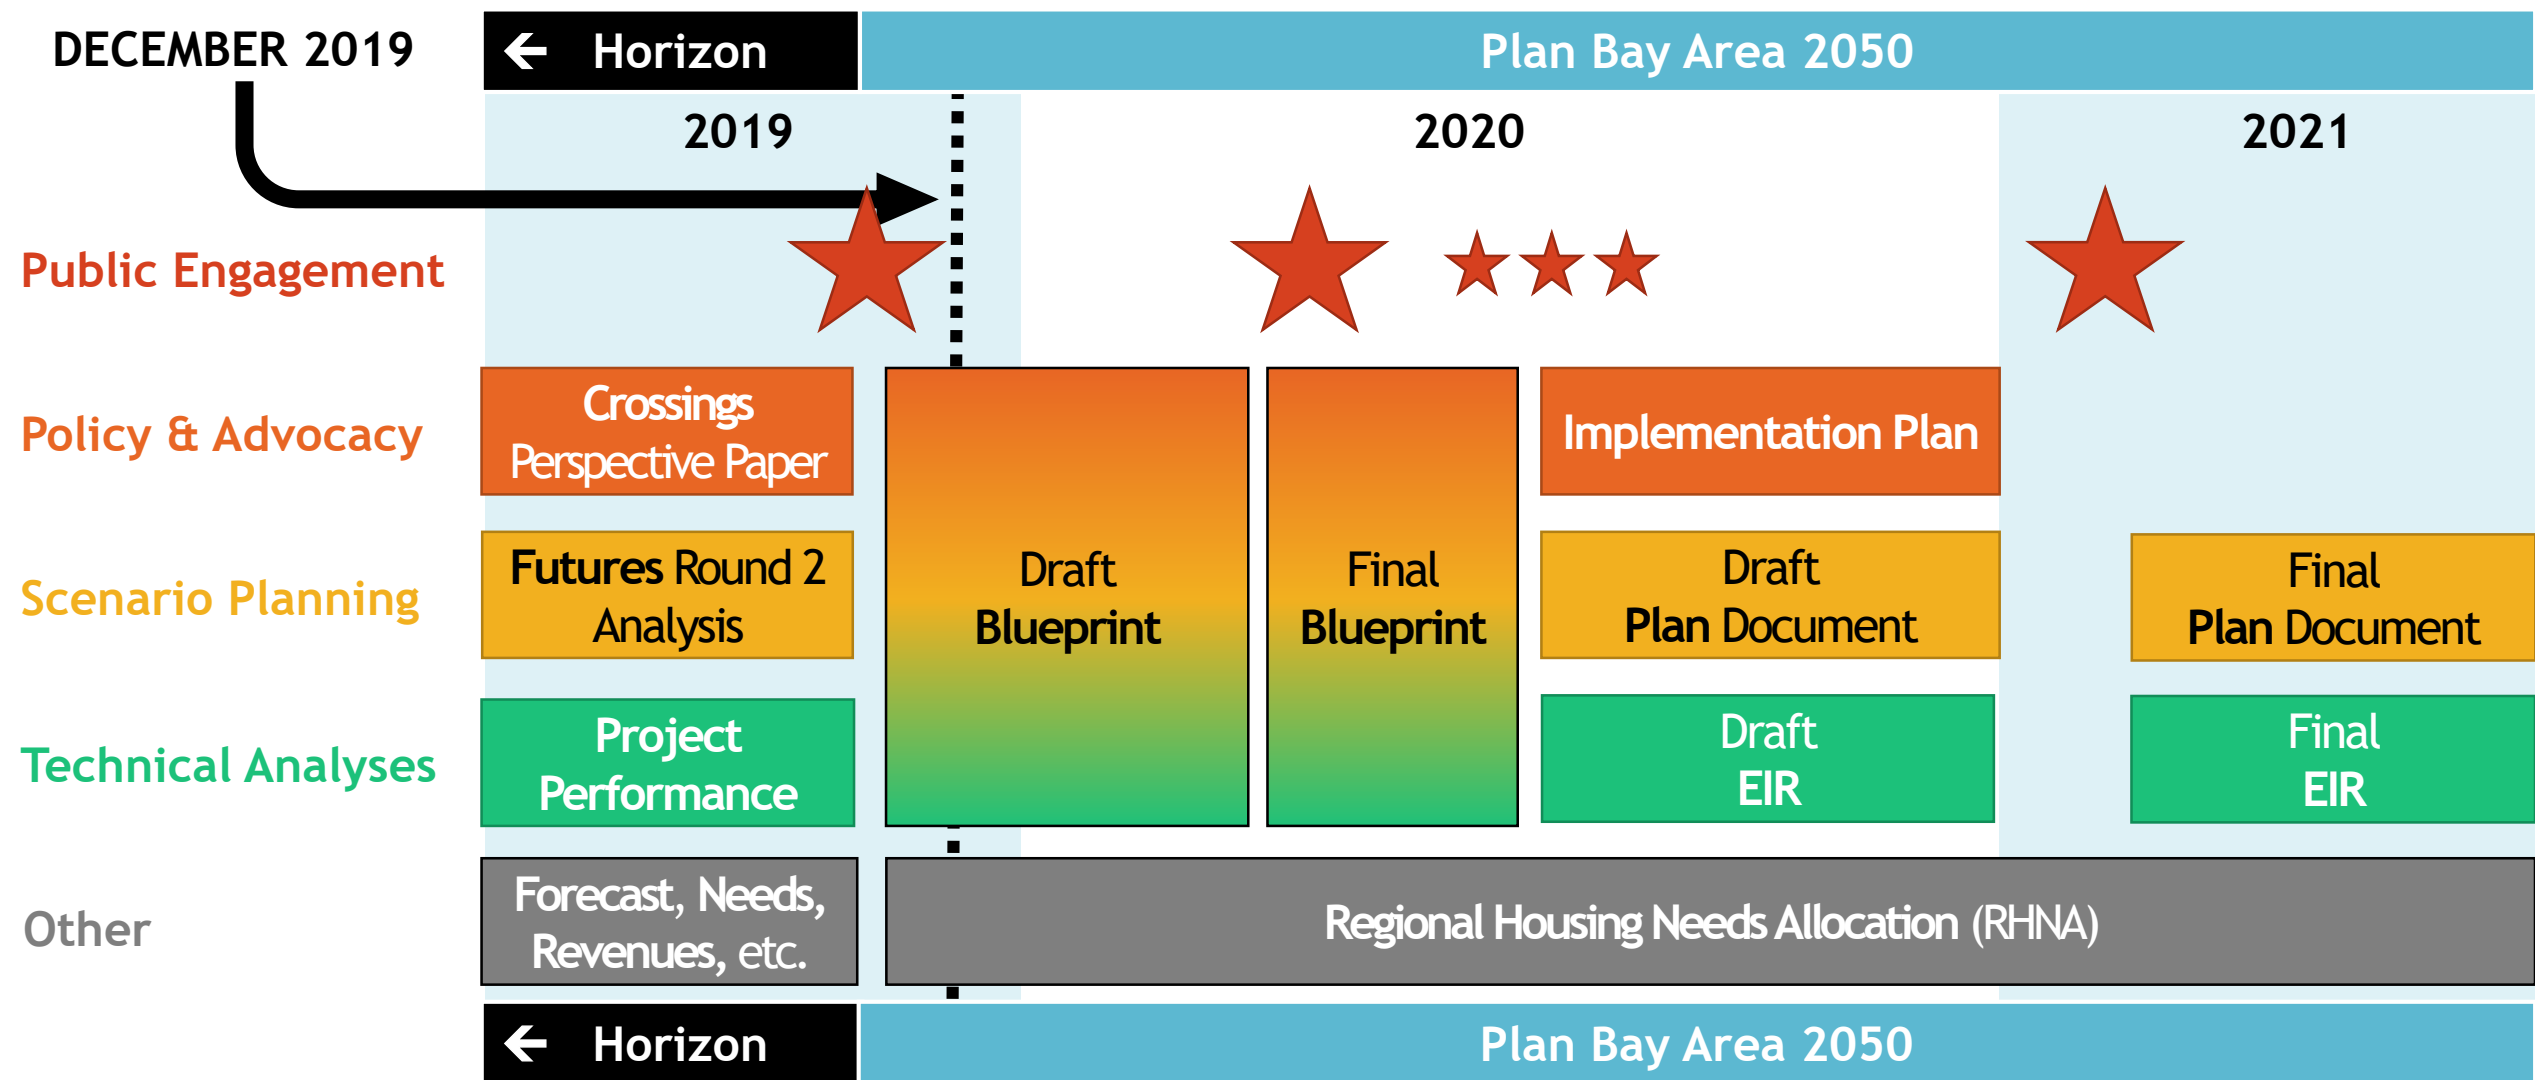 DECEMBER 2019
← Horizon
Plan Bay Area 2050
2019
2020
2021
Public Engagement
Policy & Advocacy
Crossings
Perspective Paper
Implementation Plan
Scenario Planning
Futures Round 2
Analysis
Draft
Blueprint
Final
Blueprint
Draft
Plan Document
Final
Plan Document
Technical Analyses
Project
Performance
Draft
EIR
Final
EIR
Other
Forecast, Needs,
Revenues, etc.
Regional Housing Needs Allocation (RHNA)
← Horizon
Plan Bay Area 2050